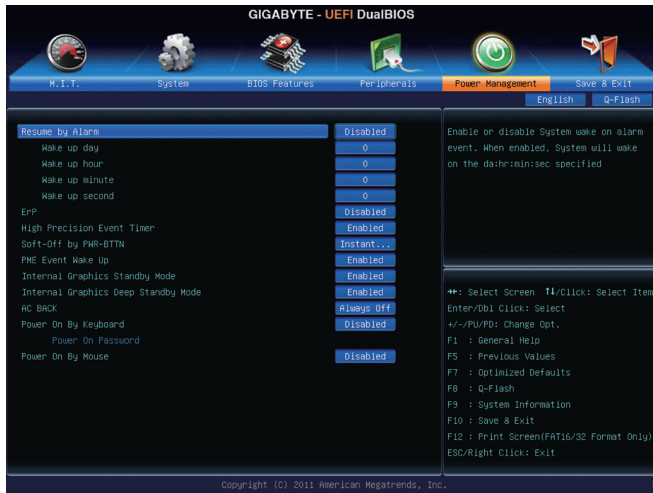 GIGABYTE - UEFI DualBIOS
M.I.T. System BIOS Features Peripherals Power Management Save & Exit
English Q-Flash
Resume by Alarm Disabled
Wake up day 0
Wake up hour 0
Wake up minute 0
Wake up second 0
ErP Disabled
High Precision Event Timer Enabled
Soft-Off by PWR-BTTN Instant...
PME Event Wake Up Enabled
Internal Graphics Standby Mode Enabled
Internal Graphics Deep Standby Mode Enabled
AC BACK Always Off
Power On By Keyboard Disabled
Power On Password
Power On By Mouse Disabled
Enable or disable System wake on alarm
event. When enabled, System will wake
on the da:hr:min:sec specified
→←: Select Screen ↑↓/Click: Select Item
Enter/Dbl Click: Select
+/-/PU/PD: Change Opt.
F1 : General Help
F5 : Previous Values
F7 : Optimized Defaults
F8 : Q-Flash
F9 : System Information
F10 : Save & Exit
F12 : Print Screen(FAT16/32 Format Only)
ESC/Right Click: Exit
Copyright (C) 2011 American Megatrends, Inc.